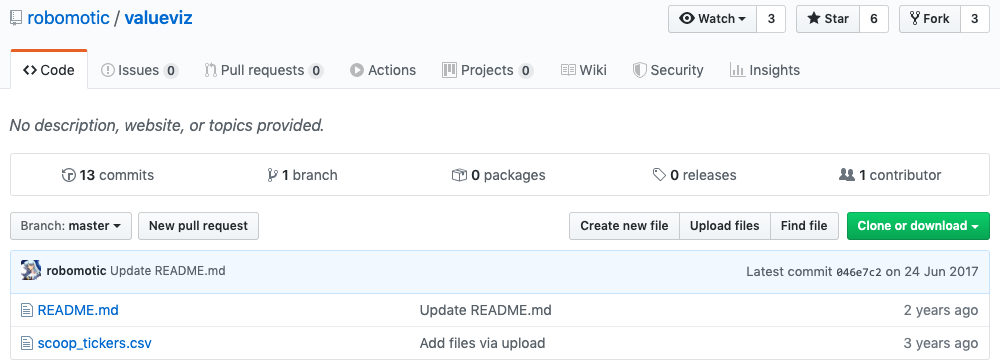 robomotic / valueviz
Watch 3 Star 6 Fork 3
Code Issues 0 Pull requests 0 Actions Projects 0 Wiki Security Insights
No description, website, or topics provided.
13 commits 1 branch 0 packages 0 releases 1 contributor
Branch: master New pull request Create new file Upload files Find file Clone or download
robomotic Update README.md Latest commit 046e7c2 on 24 Jun 2017
README.md Update README.md 2 years ago
scoop_tickers.csv Add files via upload 3 years ago